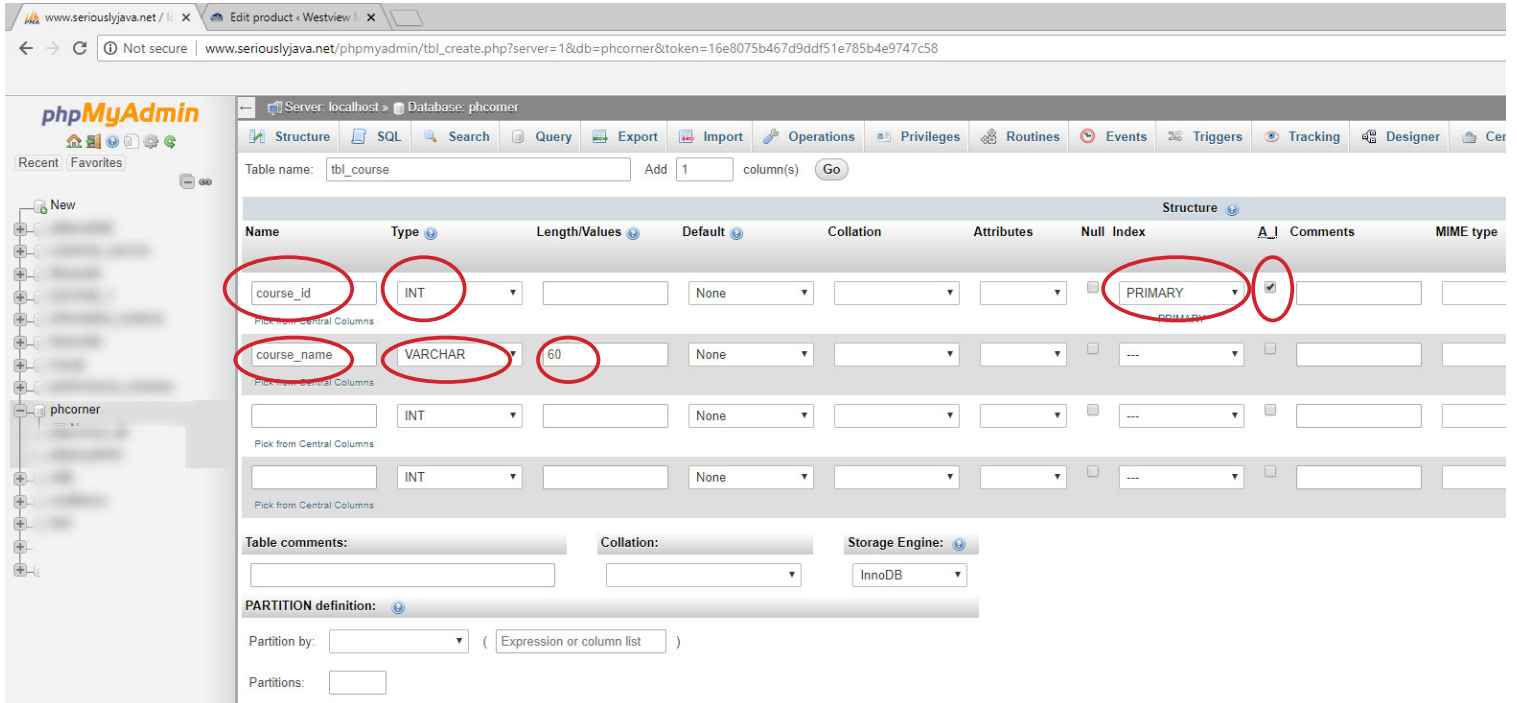 www.seriouslyjava.net / lo x
Edit product ‹ Westview N x
Not secure | www.seriouslyjava.net/phpmyadmin/tbl_create.php?server=1&db=phcorner&token=16e8075b467d9ddf51e785b4e9747c58
phpMyAdmin
Recent Favorites
New
phcorner
Server: localhost » Database: phcorner
Structure SQL Search Query Export Import Operations Privileges Routines Events Triggers Tracking Designer Cen
Table name: tbl_course Add 1 column(s) Go
Structure
Name Type Length/Values Default Collation Attributes Null Index A_I Comments MIME type
course_id INT None PRIMARY
Pick from Central Columns PRIMARY
course_name VARCHAR 60 None ---
Pick from Central Columns
INT None ---
Pick from Central Columns
INT None ---
Pick from Central Columns
Table comments: Collation: Storage Engine:
InnoDB
PARTITION definition:
Partition by: ( Expression or column list )
Partitions: